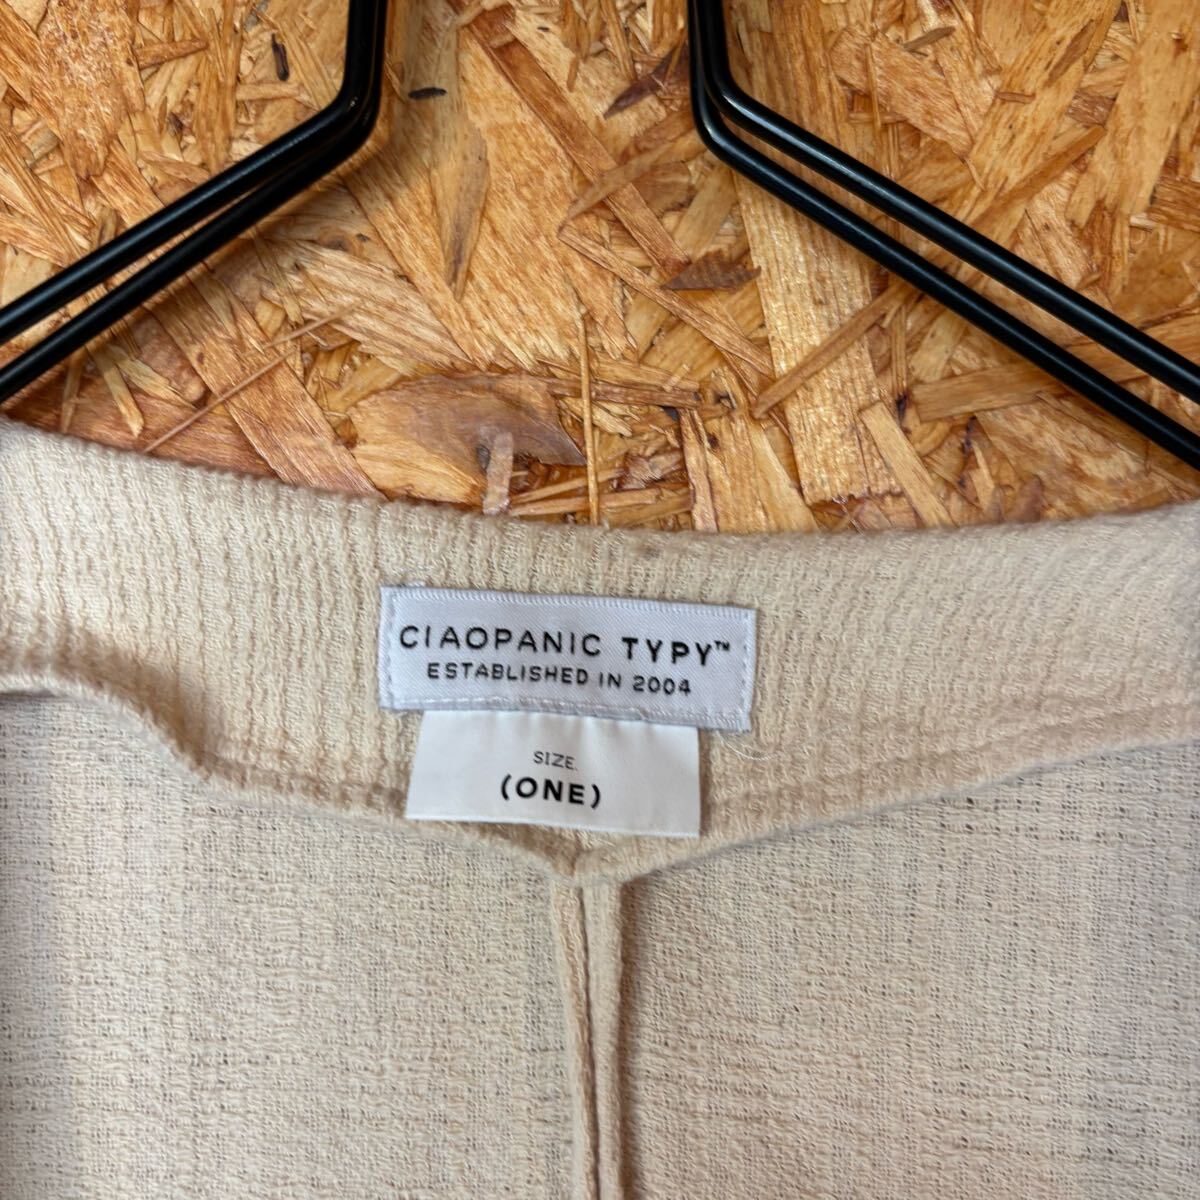 CIAOPANIC TYPY™
ESTABLISHED IN 2004
SIZE.
(ONE)